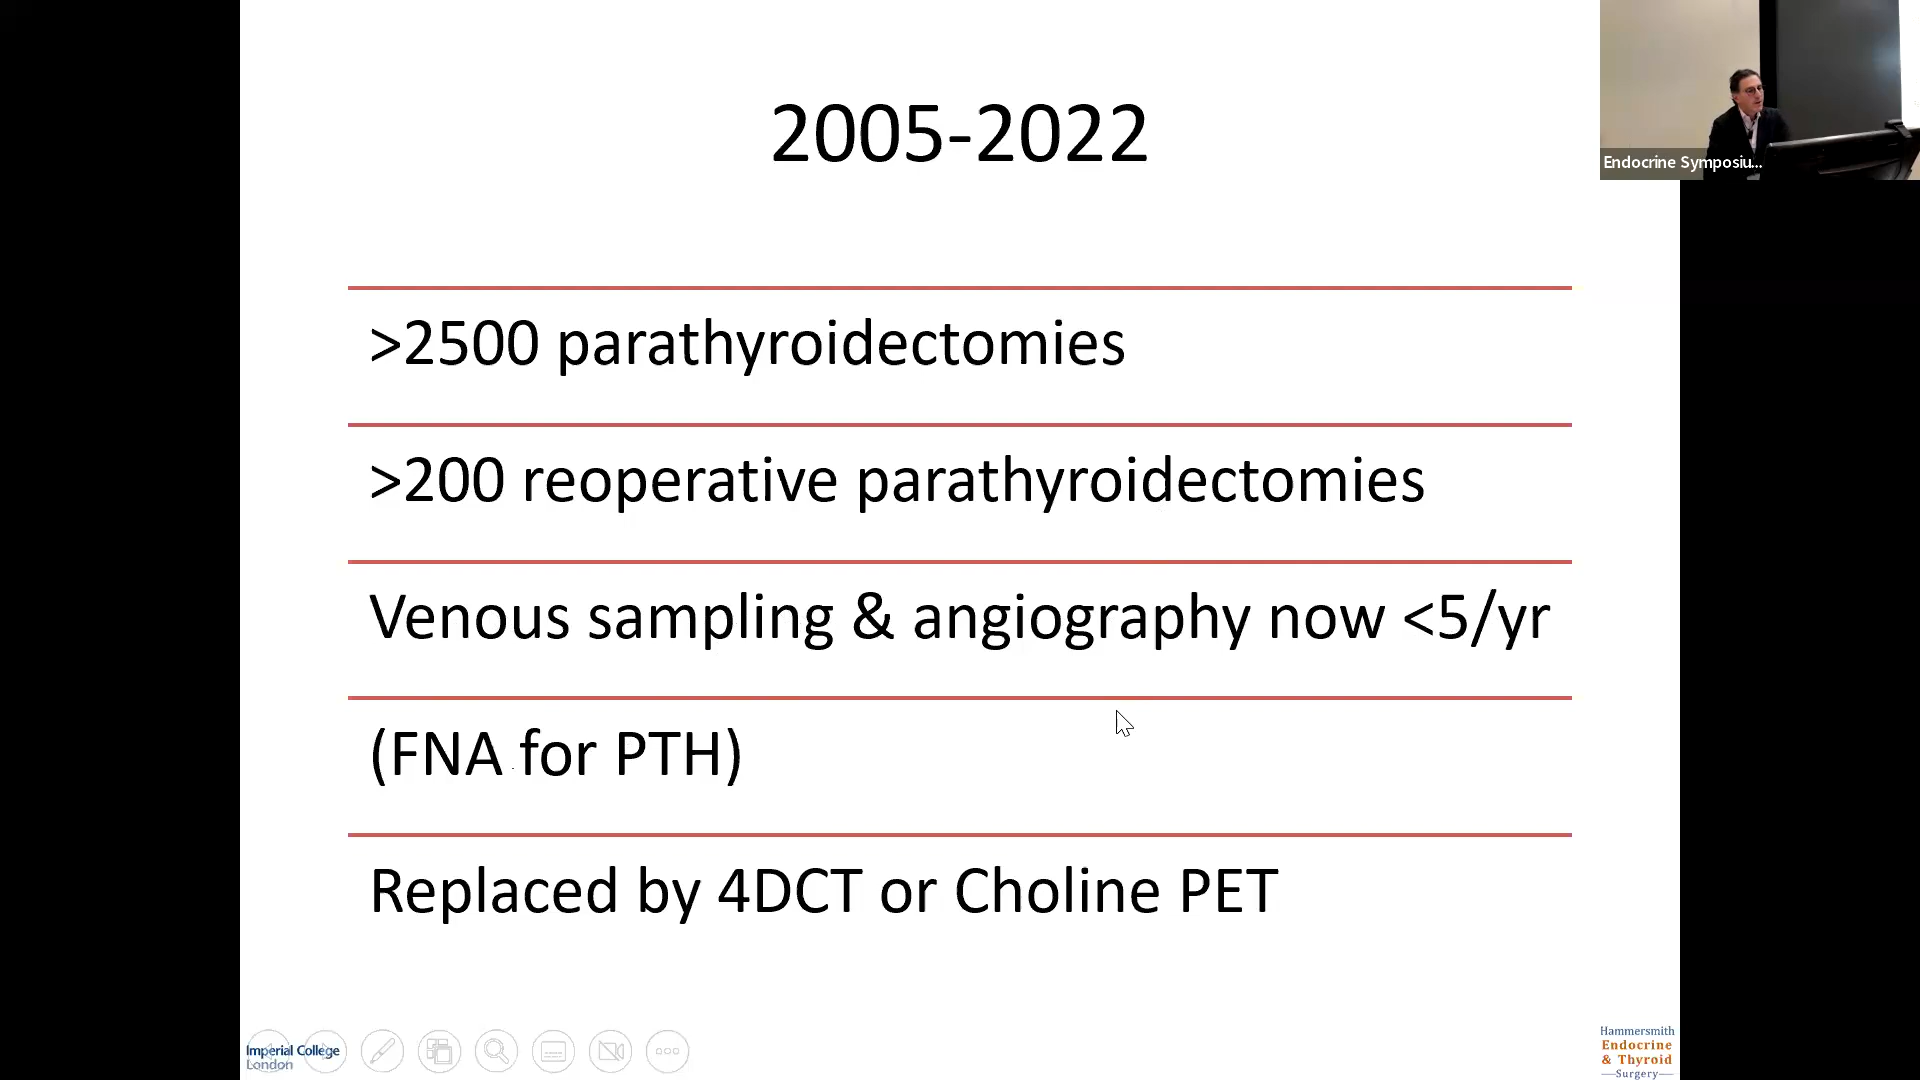 2005-2022
>2500 parathyroidectomies
>200 reoperative parathyroidectomies
Venous sampling & angiography now <5/yr
(FNA for PTH)
Replaced by 4DCT or Choline PET
Endocrine Symposiu...
Imperial College
London
Hammersmith
Endocrine
& Thyroid
Surgery